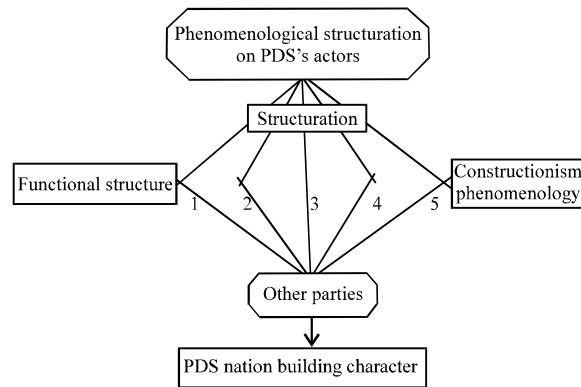 Phenomenological structuration
on PDS's actors
Structuration
Functional structure
Constructionism
phenomenology
1
2
3
4
5
Other parties
PDS nation building character